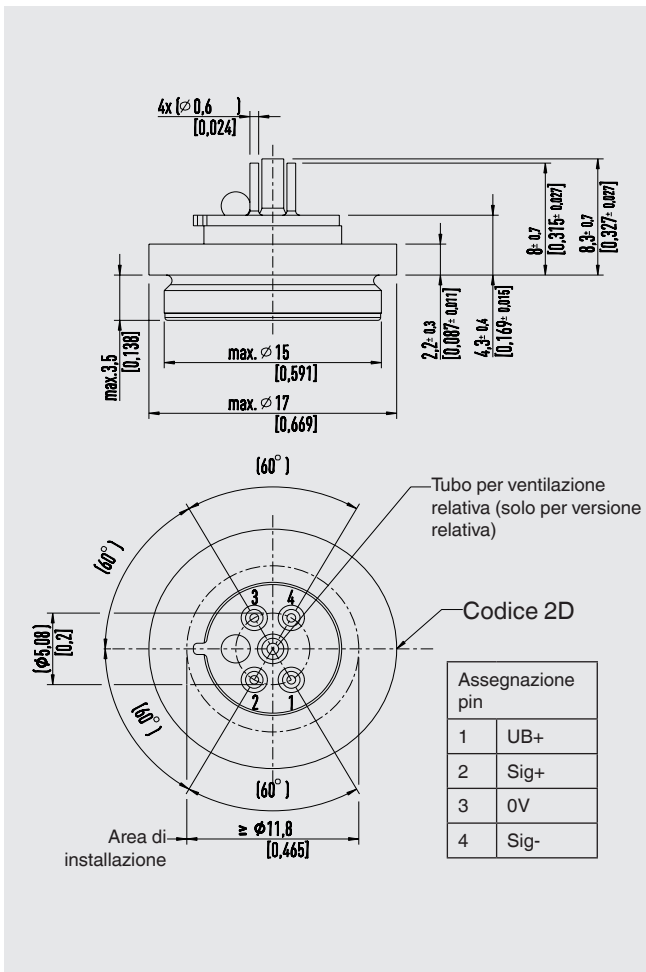 4x (⌀0,6 )
[0,024]
8± 0,7
[0,315± 0,027]
8,3± 0,7
[0,327± 0,027]
2,2± 0,3
[0,087± 0,011]
4,3± 0,4
[0,169± 0,015]
max.3,5
[0,138]
max. ⌀15
[0,591]
max. ⌀17
[0,669]
(60°)
Tubo per ventilazione
relativa (solo per versione
relativa)
(60°)
3 4
(⌀5,08)
[0,2]
Codice 2D
2 1
(60°)
(60°)
Assegnazione
pin
1 UB+
2 Sig+
3 0V
4 Sig-
Area di
installazione
⌀11,8
[0,465]